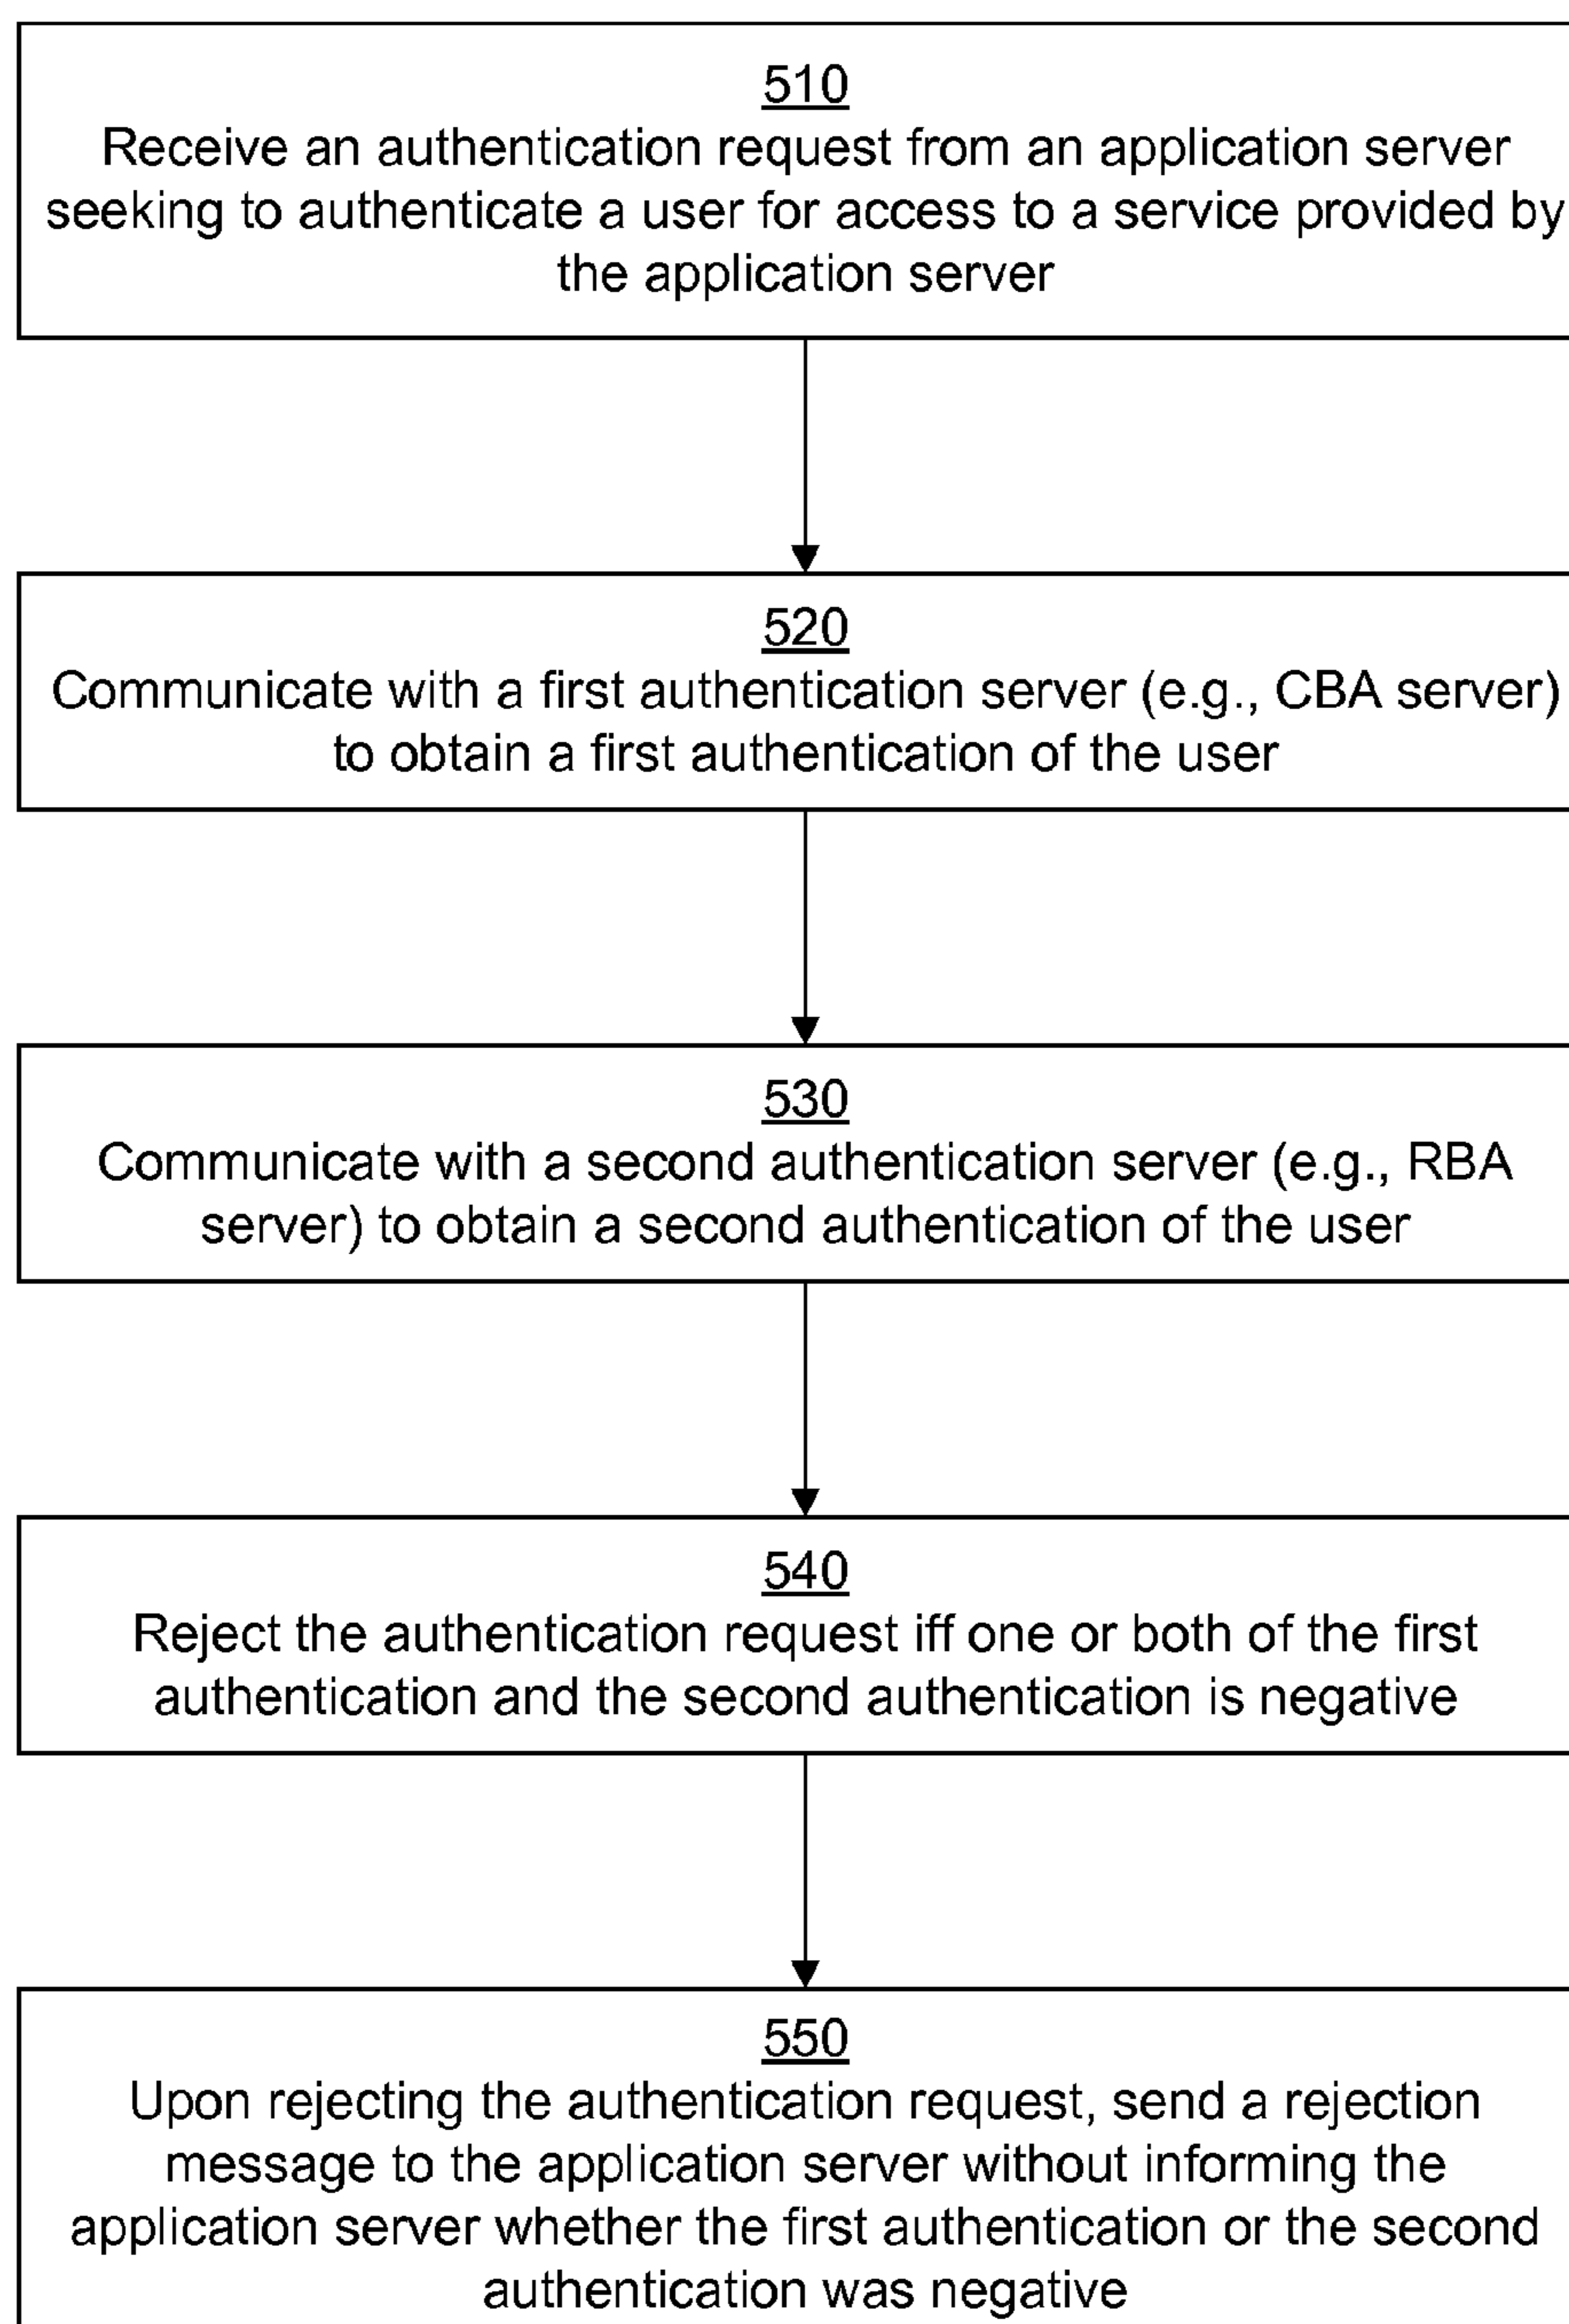 510
Receive an authentication request from an application server
seeking to authenticate a user for access to a service provided by
the application server
520
Communicate with a first authentication server (e.g., CBA server)
to obtain a first authentication of the user
530
Communicate with a second authentication server (e.g., RBA
server) to obtain a second authentication of the user
540
Reject the authentication request iff one or both of the first
authentication and the second authentication is negative
550
Upon rejecting the authentication request, send a rejection
message to the application server without informing the
application server whether the first authentication or the second
authentication was negative